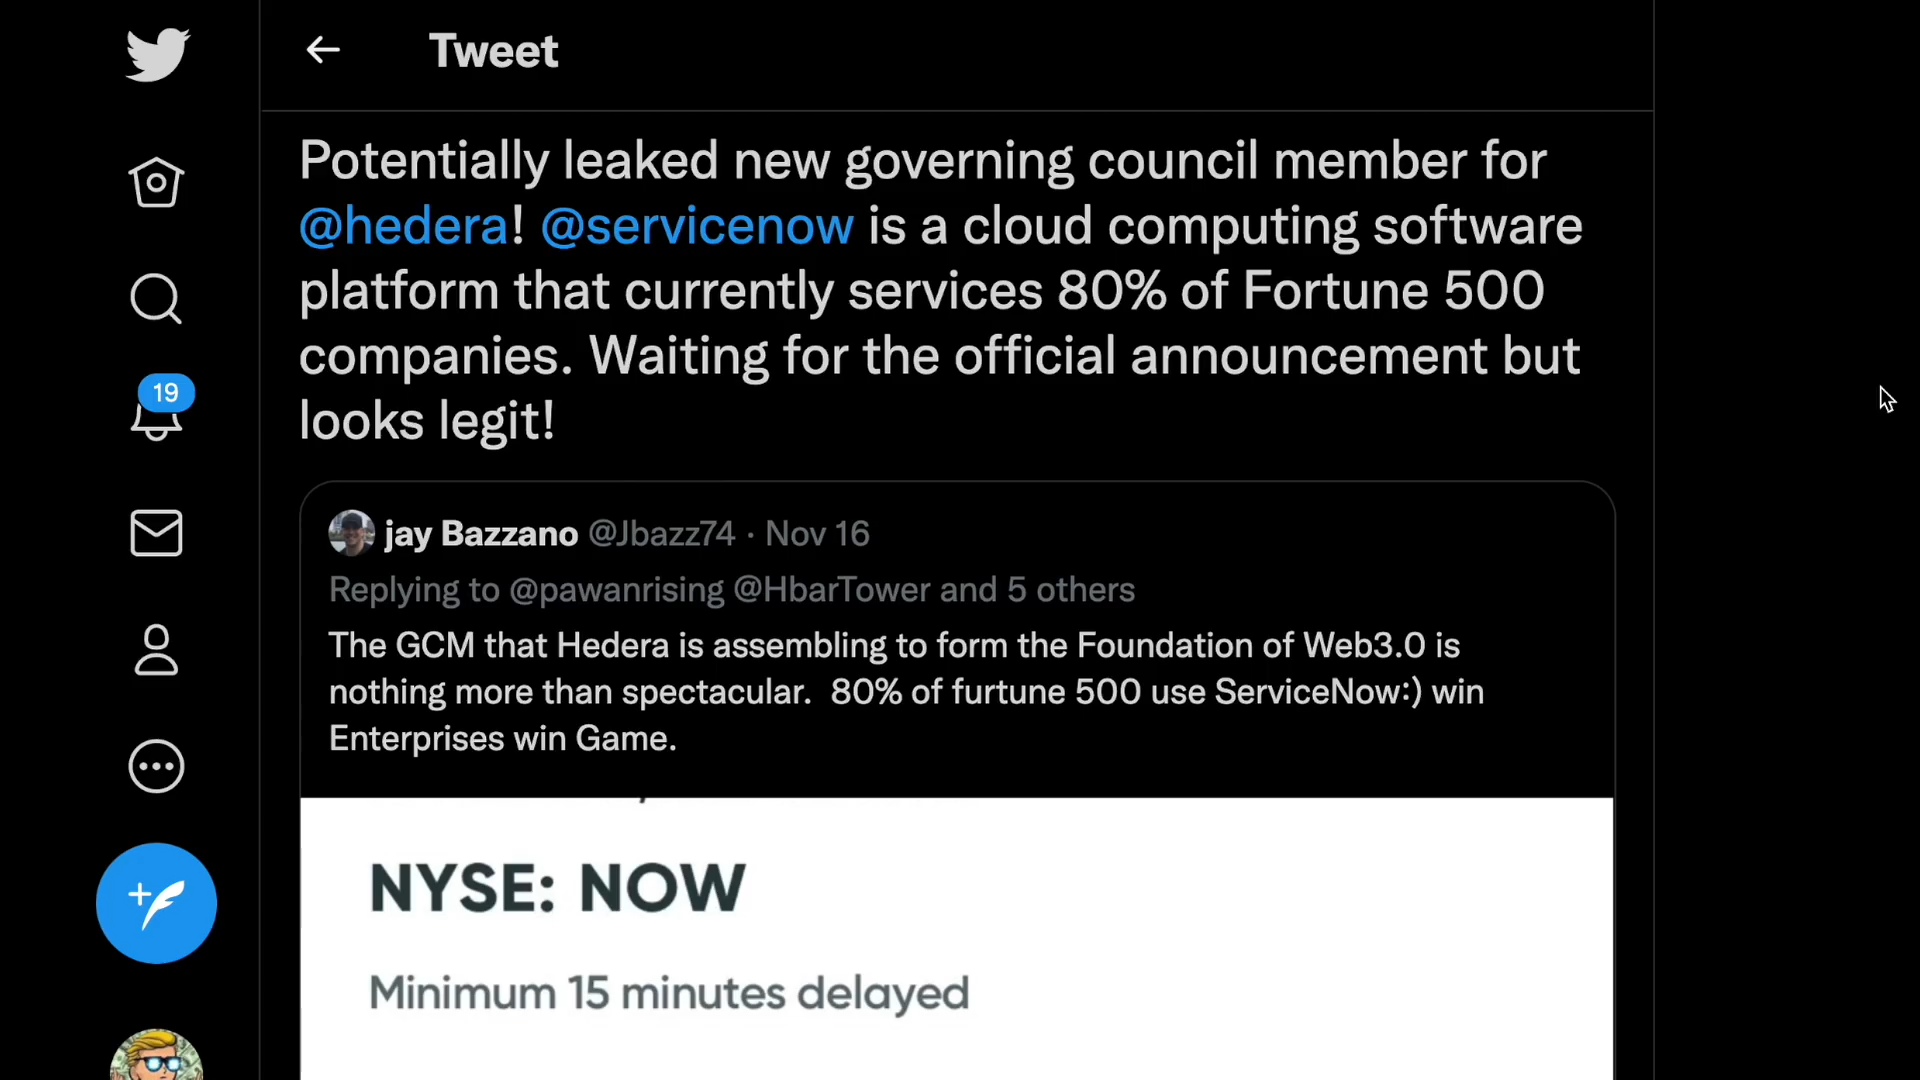 Tweet
Potentially leaked new governing council member for
@hedera! @servicenow is a cloud computing software
platform that currently services 80% of Fortune 500
companies. Waiting for the official announcement but
looks legit!
19
jay Bazzano @Jbazz74 · Nov 16
Replying to @pawanrising @HbarTower and 5 others
The GCM that Hedera is assembling to form the Foundation of Web3.0 is
nothing more than spectacular.  80% of furtune 500 use ServiceNow:) win
Enterprises win Game.
NYSE: NOW
Minimum 15 minutes delayed